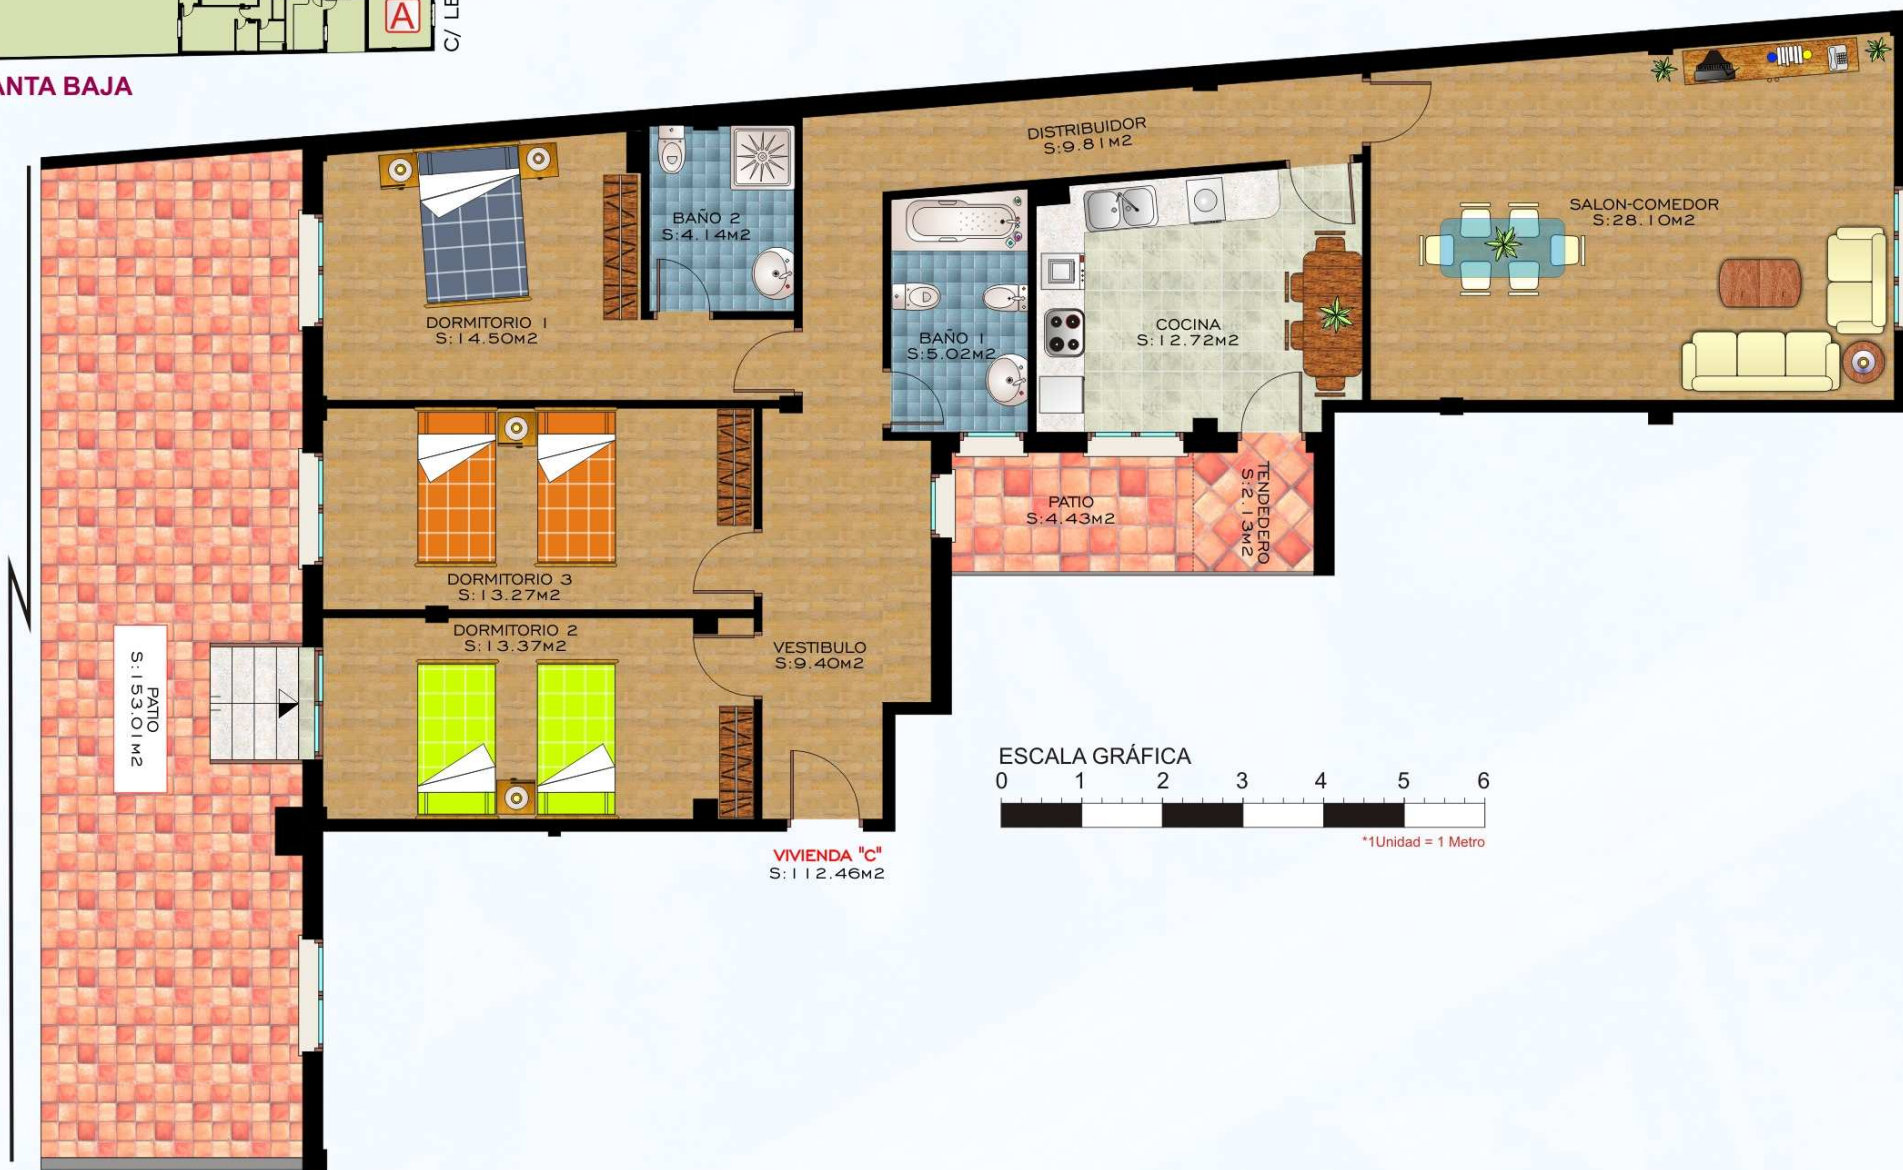 A
C/ LE
ANTA BAJA
DISTRIBUIDOR
S:9.81M2
BAÑO 2
S:4.14M2
SALON-COMEDOR
S:28.10M2
DORMITORIO 1
S:14.50M2
BAÑO 1
S:5.02M2
COCINA
S:12.72M2
PATIO
S:4.43M2
TENDEDERO
S:2.13M2
DORMITORIO 3
S:13.27M2
DORMITORIO 2
S:13.37M2
VESTIBULO
S:9.40M2
PATIO
S:153.01M2
ESCALA GRÁFICA
0 1 2 3 4 5 6
*1Unidad = 1 Metro
VIVIENDA "C"
S:112.46M2